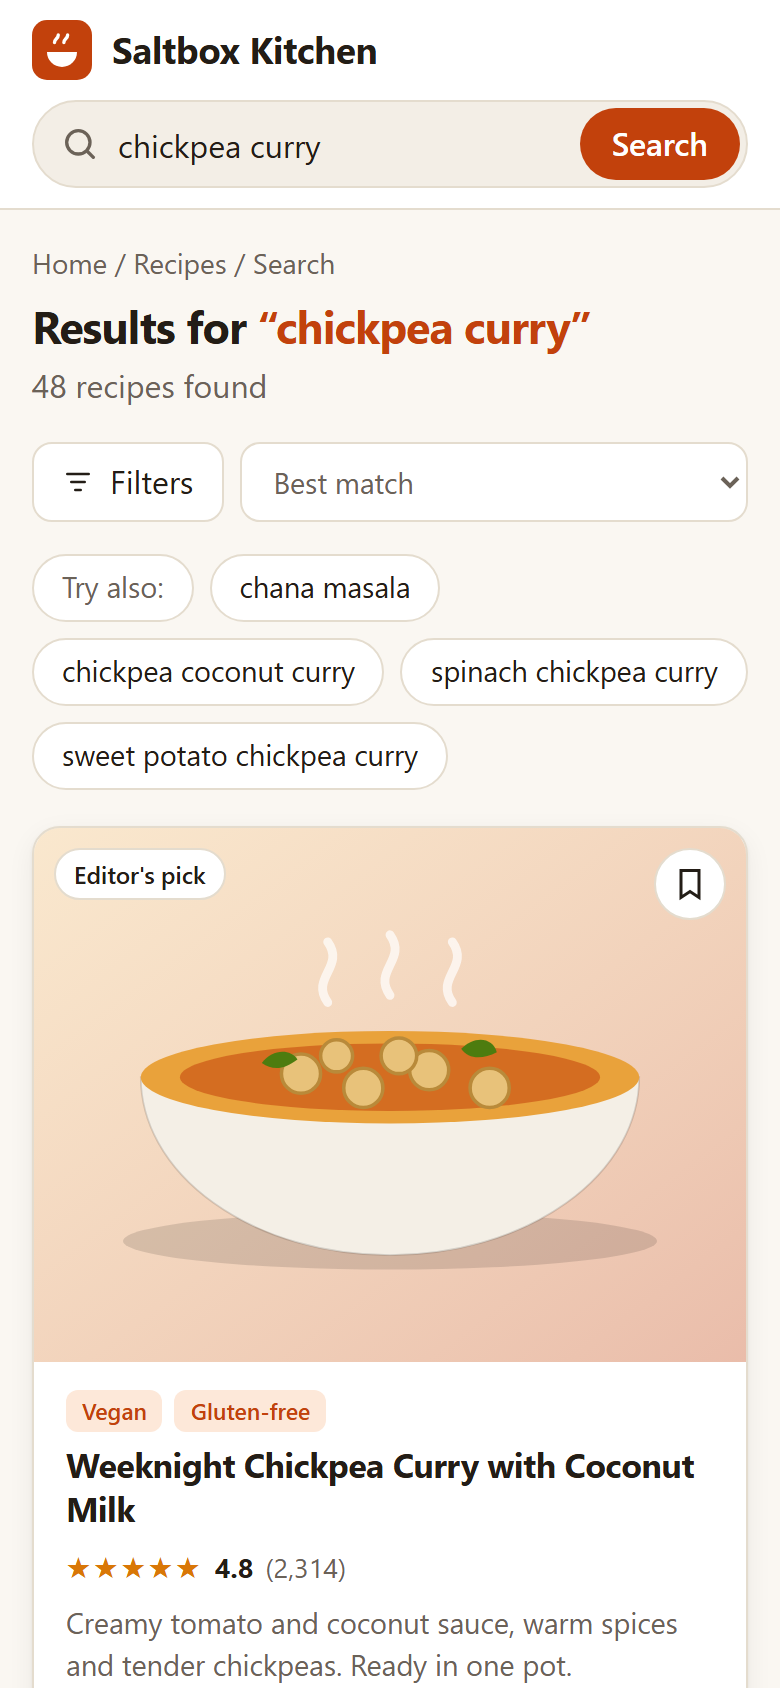 Saltbox Kitchen
chickpea curry
Search
Home / Recipes / Search
Results for “chickpea curry”
48 recipes found
Filters
Best match
Try also:
chana masala
chickpea coconut curry
spinach chickpea curry
sweet potato chickpea curry
Editor's pick
Vegan
Gluten-free
Weeknight Chickpea Curry with Coconut
Milk
★★★★★ 4.8 (2,314)
Creamy tomato and coconut sauce, warm spices
and tender chickpeas. Ready in one pot.